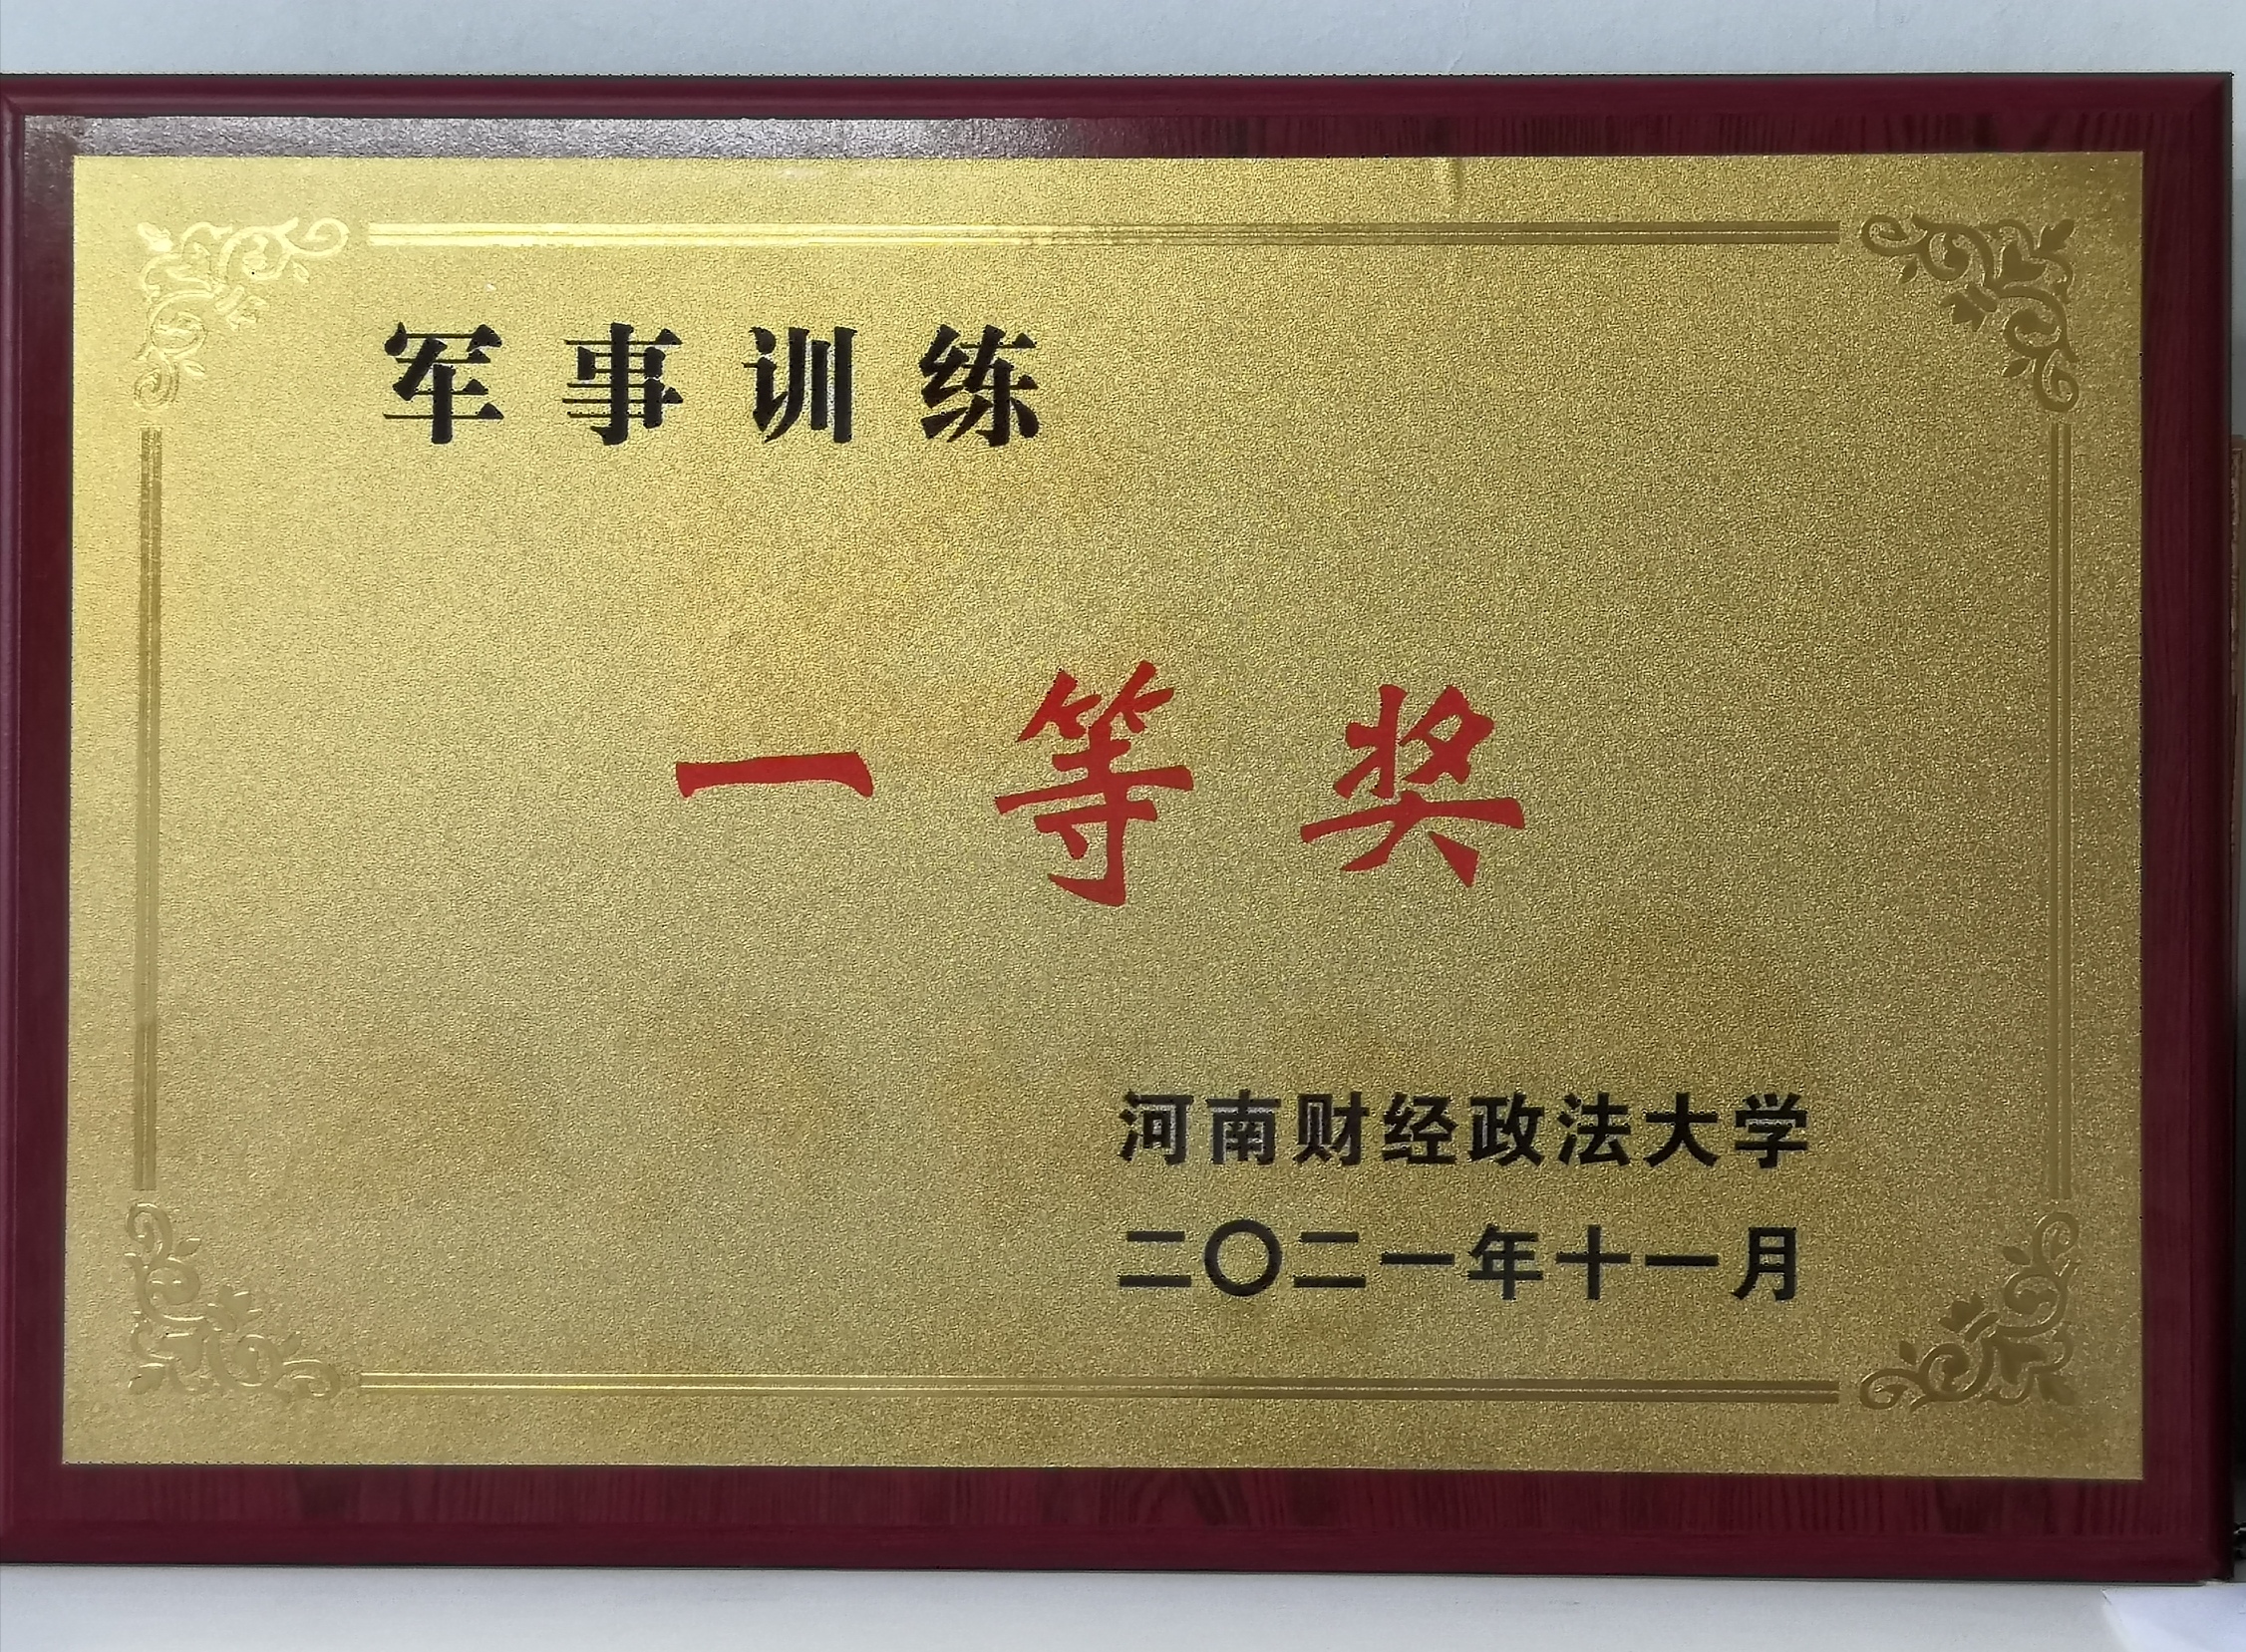 军事训练
一等奖
河南财经政法大学
二〇二一年十一月